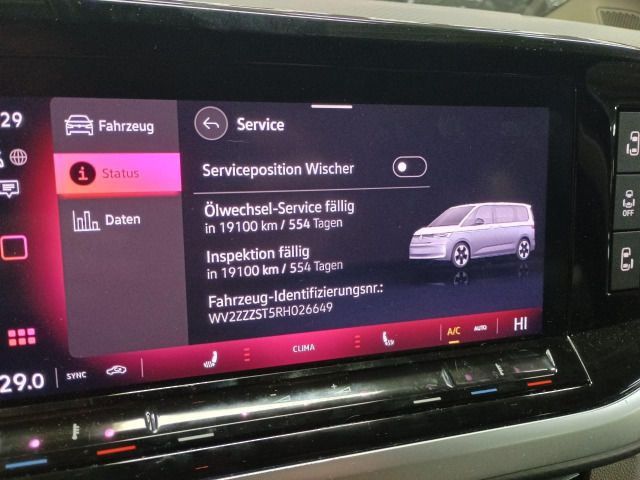 29
Fahrzeug
Service
Status
Serviceposition Wischer
Daten
Ölwechsel-Service fällig
in 19100 km / 554 Tagen
Inspektion fällig
in 19100 km / 554 Tagen
Fahrzeug-Identifizierungsnr.:
WV2ZZZST5RH026649
OFF
29.0
SYNC
CLIMA
A/C
AUTO
HI